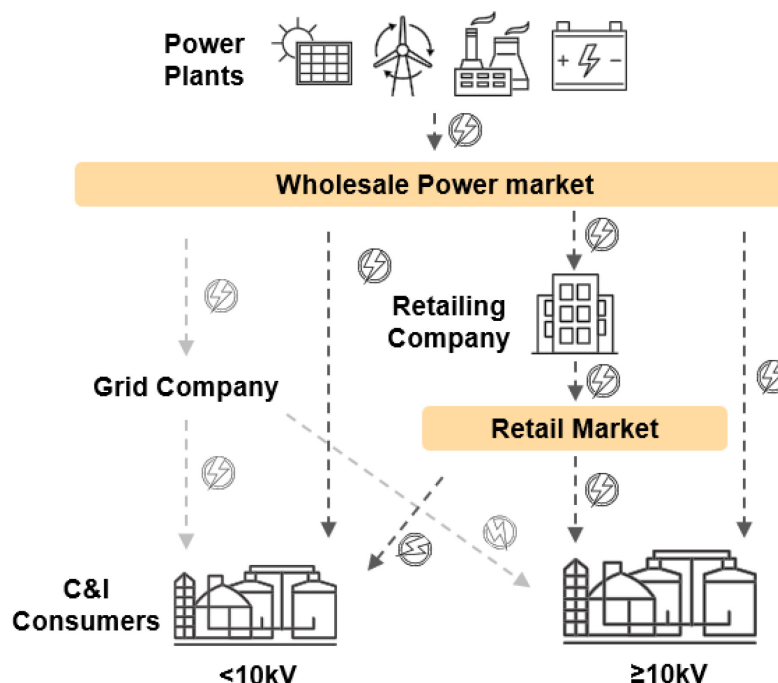 Power
Plants
+ -
Wholesale Power market
Retailing
Company
Grid Company
Retail Market
C&I
Consumers
<10kV
≥10kV